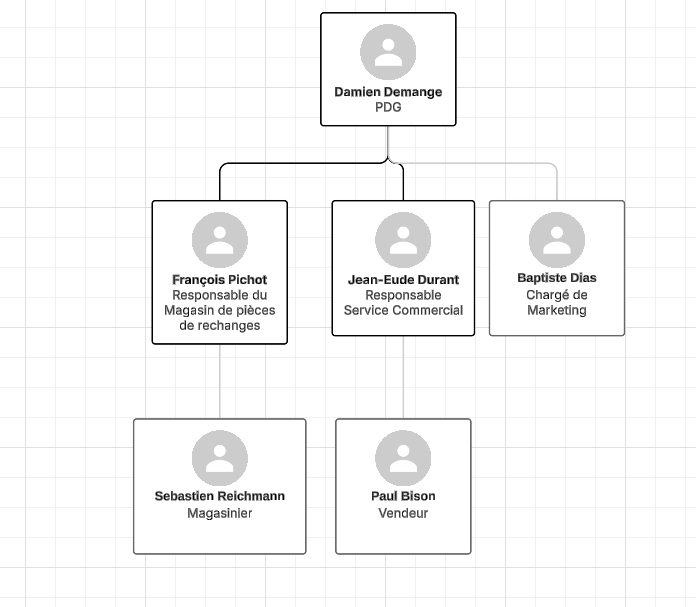 Damien Demange
PDG
François Pichot
Responsable du
Magasin de pièces
de rechanges
Jean-Eude Durant
Responsable
Service Commercial
Baptiste Dias
Chargé de
Marketing
Sebastien Reichmann
Magasinier
Paul Bison
Vendeur